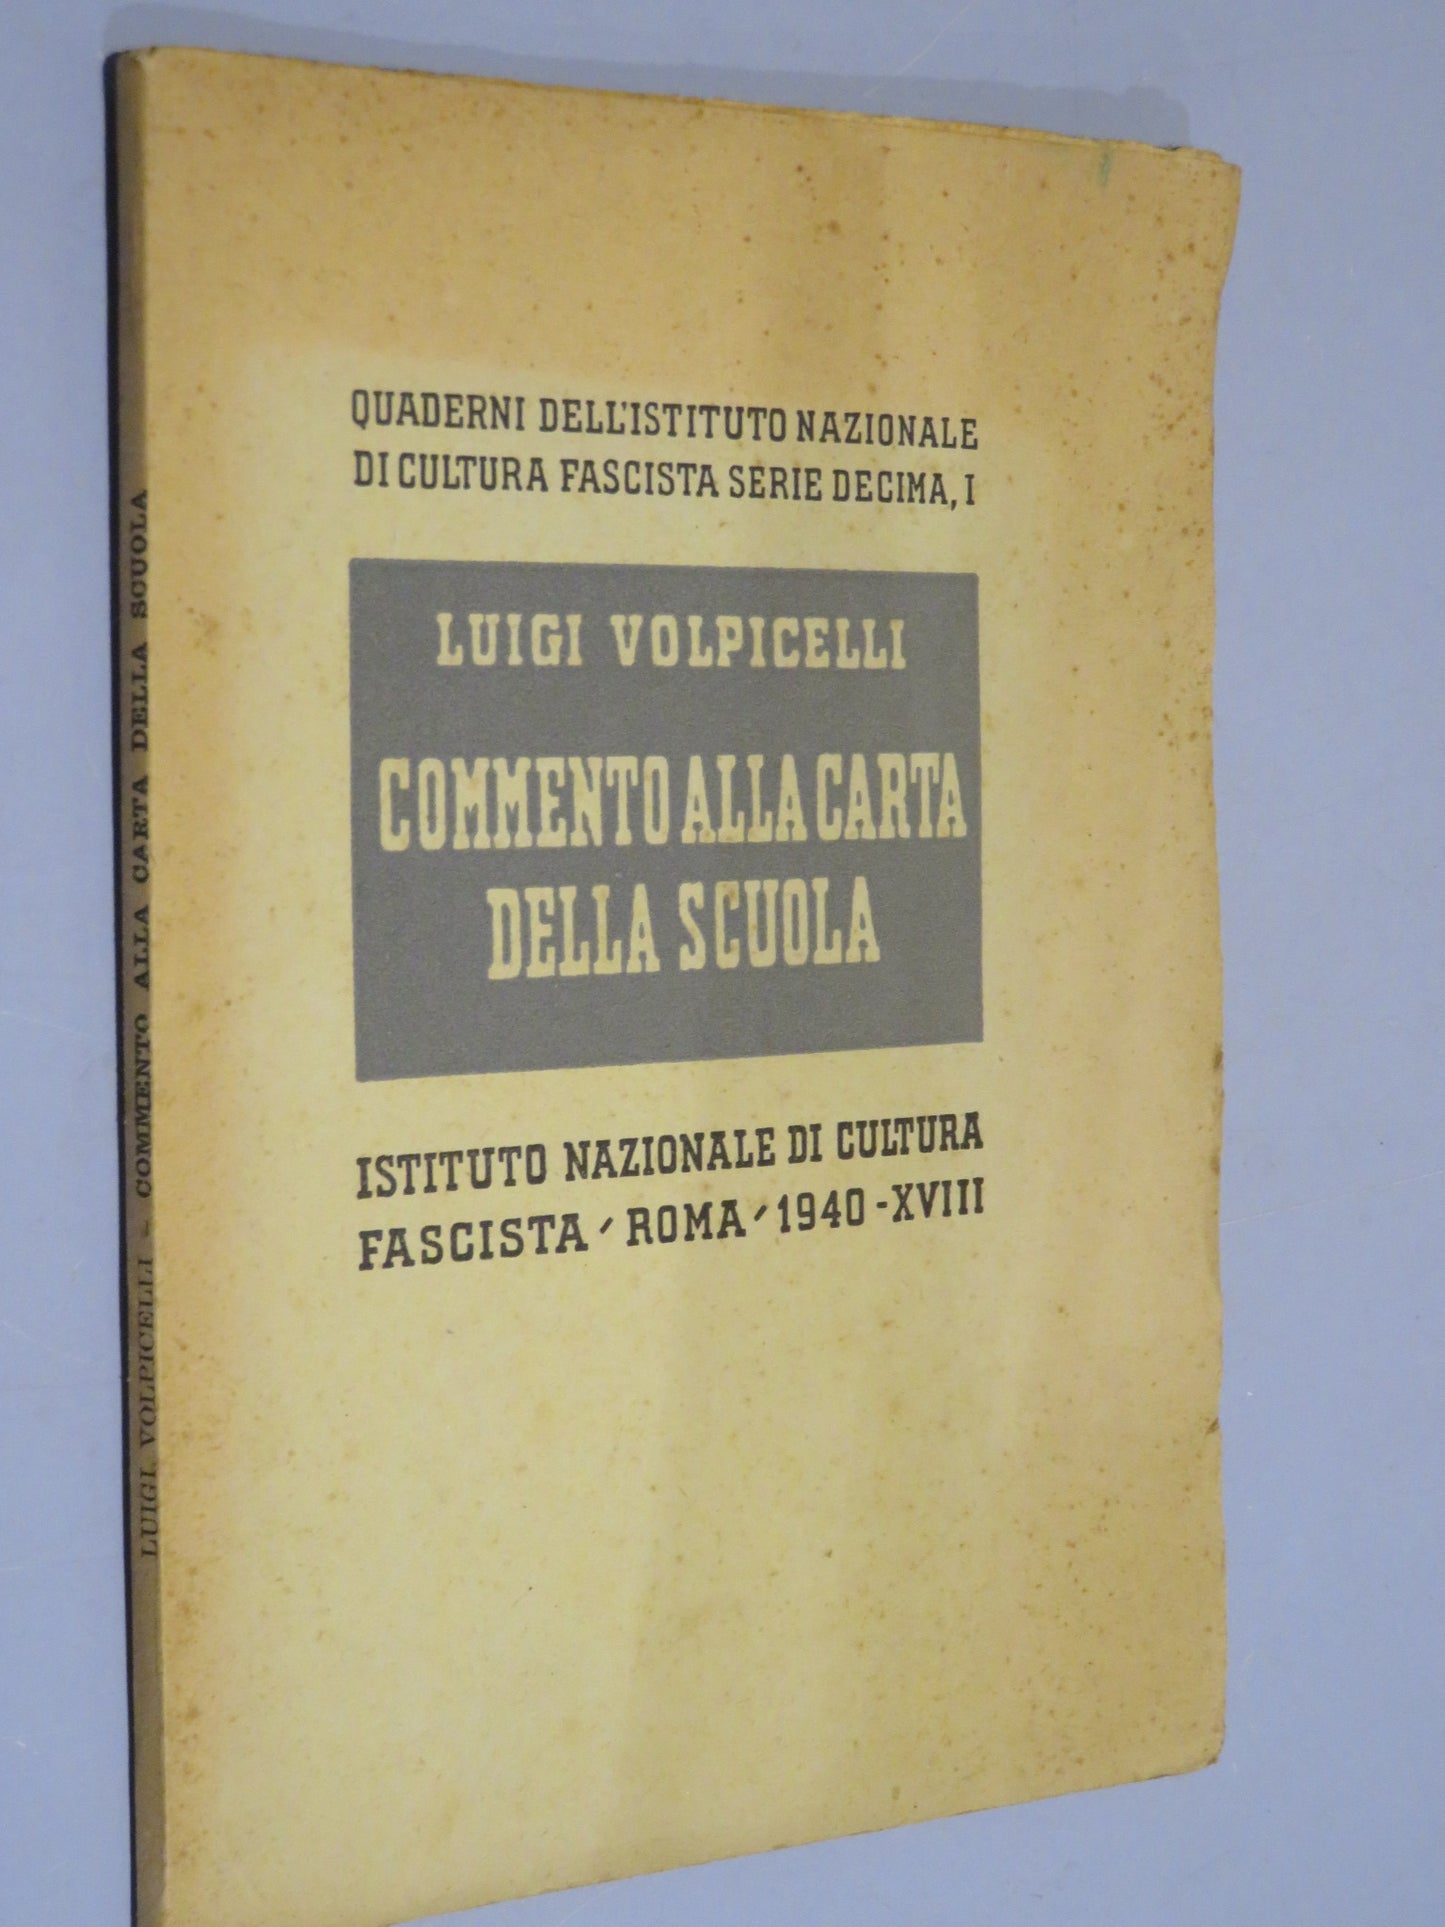 QUADERNI DELL'ISTITUTO NAZIONALE
DI CULTURA FASCISTA SERIE DECIMA, I
LUIGI VOLPICELLI
COMMENTO ALLA CARTA
DELLA SCUOLA
ISTITUTO NAZIONALE DI CULTURA
FASCISTA / ROMA / 1940 - XVIII
LUIGI VOLPICELLI - COMMENTO ALLA CARTA DELLA SCUOLA